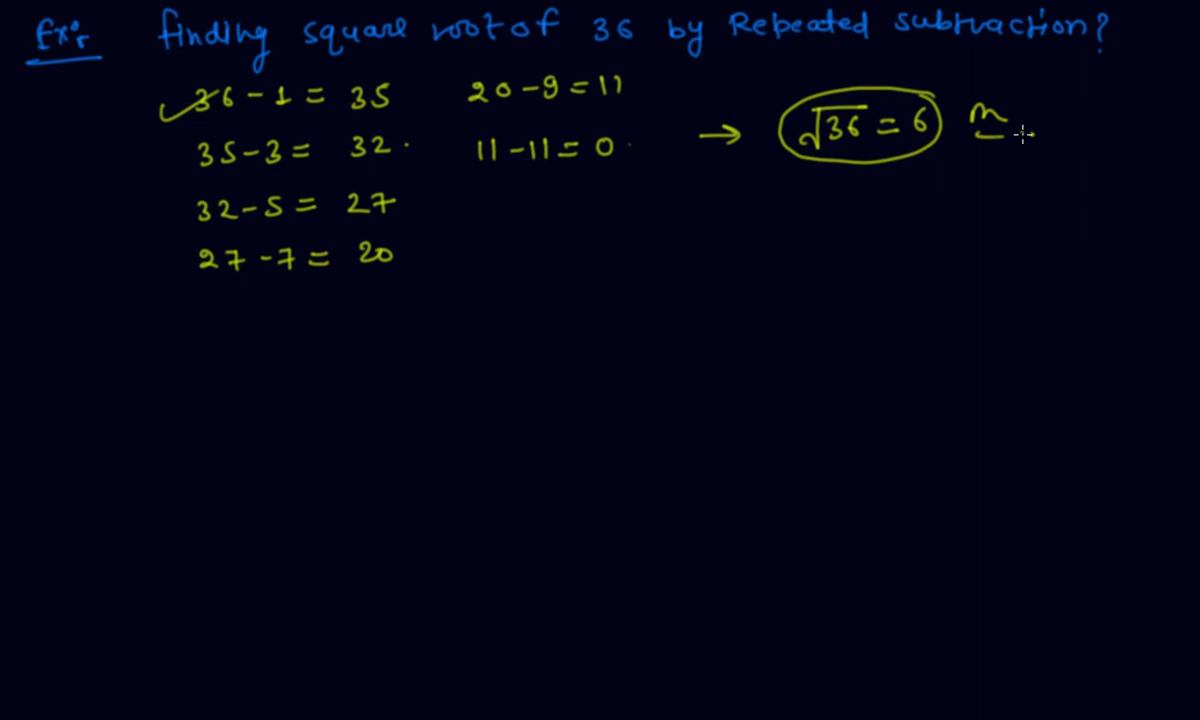 Ex:- finding square root of 36 by Repeated subtraction?
36 - 1 = 35
35 - 3 = 32.
32 - 5 = 27
27 - 7 = 20
20 - 9 = 11
11 - 11 = 0
→ √36 = 6